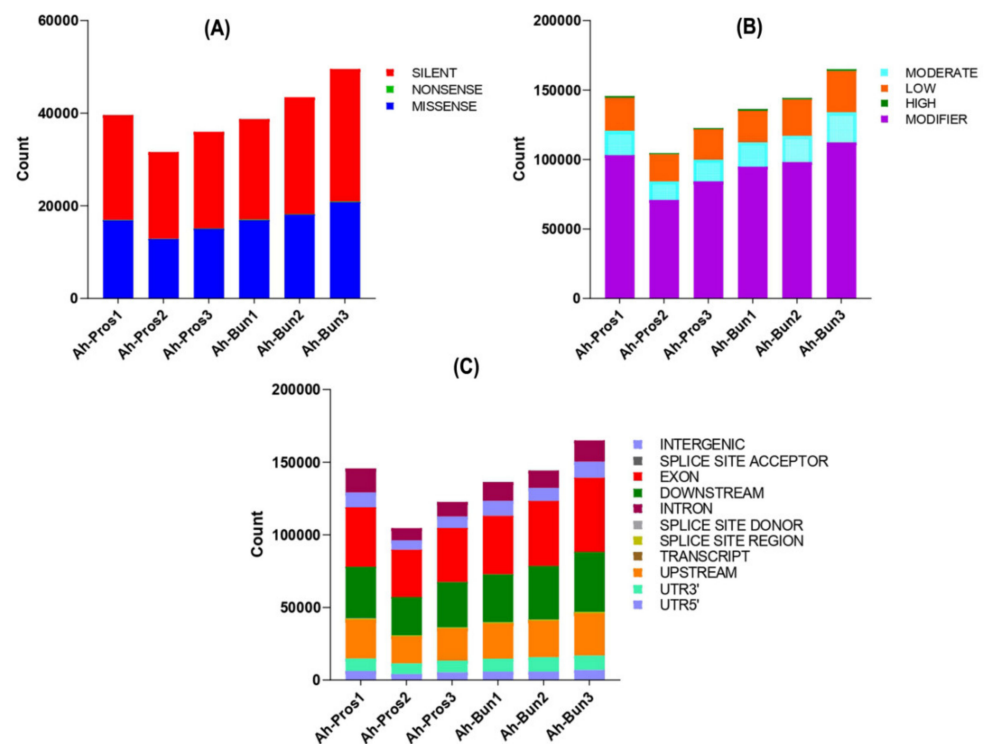 (A)
60000
40000
20000
0
Count
SILENT
NONSENSE
MISSENSE
Ah-Pros1
Ah-Pros2
Ah-Pros3
Ah-Bun1
Ah-Bun2
Ah-Bun3
(B)
200000
150000
100000
50000
0
Count
MODERATE
LOW
HIGH
MODIFIER
Ah-Pros1
Ah-Pros2
Ah-Pros3
Ah-Bun1
Ah-Bun2
Ah-Bun3
(C)
200000
150000
100000
50000
0
Count
INTERGENIC
SPLICE SITE ACCEPTOR
EXON
DOWNSTREAM
INTRON
SPLICE SITE DONOR
SPLICE SITE REGION
TRANSCRIPT
UPSTREAM
UTR3'
UTR5'
Ah-Pros1
Ah-Pros2
Ah-Pros3
Ah-Bun1
Ah-Bun2
Ah-Bun3